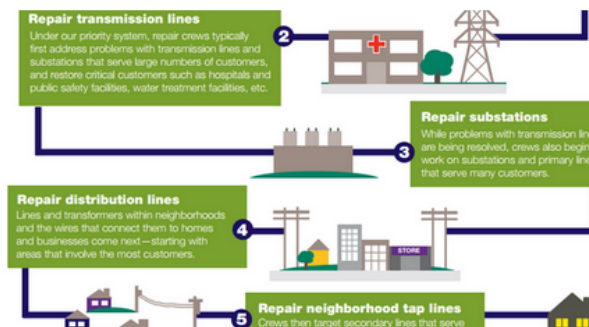 Repair transmission lines
Under our priority system, repair crews typically
first address problems with transmission lines and
substations that serve large numbers of customers,
and restore critical customers such as hospitals and
public safety facilities, water treatment facilities, etc.
2
3
Repair substations
While problems with transmission lin
are being resolved, crews also begin
work on substations and primary line
that serve many customers.
Repair distribution lines
Lines and transformers within neighborhoods
and the wires that connect them to homes
and businesses come next—starting with
areas that involve the most customers.
4
STORE
5
Repair neighborhood tap lines
Crews then target secondary lines that serve